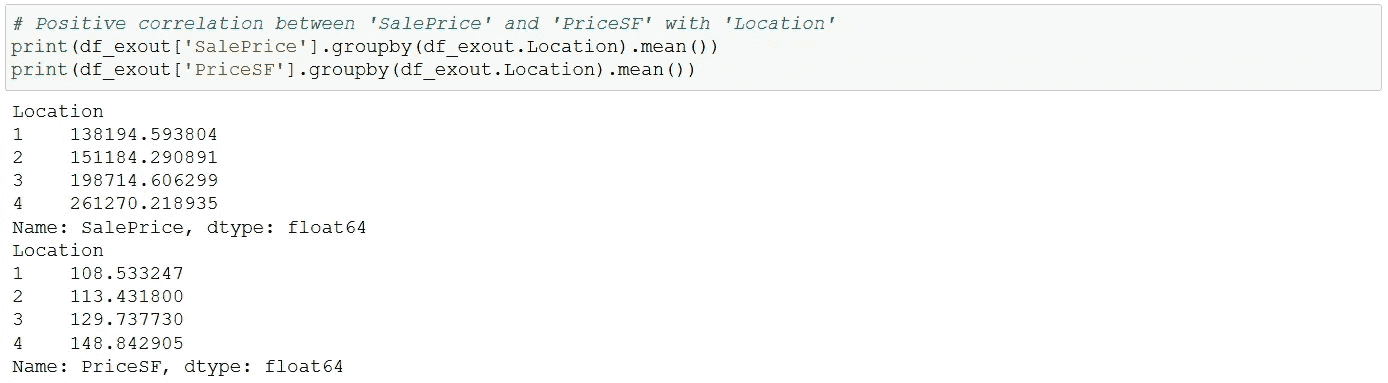 # Positive correlation between 'SalePrice' and 'PriceSF' with 'Location'
print(df_exout['SalePrice'].groupby(df_exout.Location).mean())
print(df_exout['PriceSF'].groupby(df_exout.Location).mean())
Location
1    138194.593804
2    151184.290891
3    198714.606299
4    261270.218935
Name: SalePrice, dtype: float64
Location
1    108.533247
2    113.431800
3    129.737730
4    148.842905
Name: PriceSF, dtype: float64